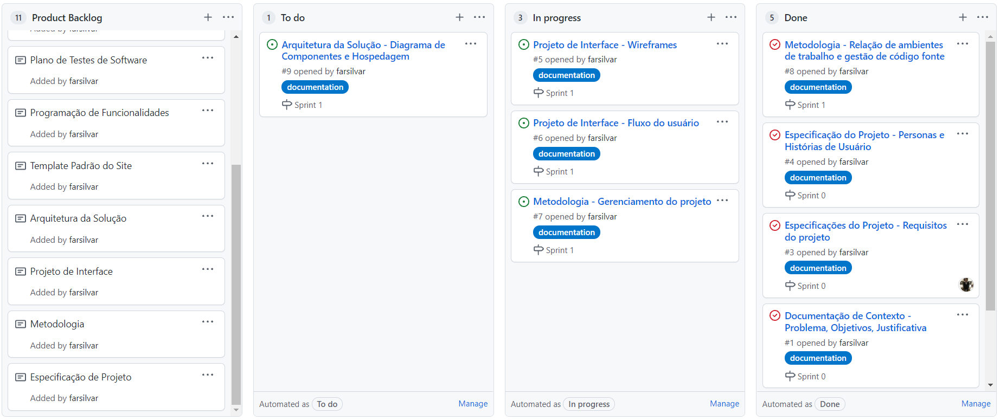 11 Product Backlog
Added by farsilvar
Plano de Testes de Software
Added by farsilvar
Programação de Funcionalidades
Added by farsilvar
Template Padrão do Site
Added by farsilvar
Arquitetura da Solução
Added by farsilvar
Projeto de Interface
Added by farsilvar
Metodologia
Added by farsilvar
Especificação de Projeto
Added by farsilvar
1 To do
Arquitetura da Solução - Diagrama de
Componentes e Hospedagem
#9 opened by farsilvar
documentation
Sprint 1
Automated as To do Manage
3 In progress
Projeto de Interface - Wireframes
#5 opened by farsilvar
documentation
Sprint 1
Projeto de Interface - Fluxo do usuário
#6 opened by farsilvar
documentation
Sprint 1
Metodologia - Gerenciamento do projeto
#7 opened by farsilvar
documentation
Sprint 1
Automated as In progress Manage
5 Done
Metodologia - Relação de ambientes
de trabalho e gestão de código fonte
#8 opened by farsilvar
documentation
Sprint 1
Especificação do Projeto - Personas e
Histórias de Usuário
#4 opened by farsilvar
documentation
Sprint 0
Especificações do Projeto - Requisitos
do projeto
#3 opened by farsilvar
documentation
Sprint 0
Documentação de Contexto -
Problema, Objetivos, Justificativa
#1 opened by farsilvar
documentation
Sprint 0
Automated as Done Manage